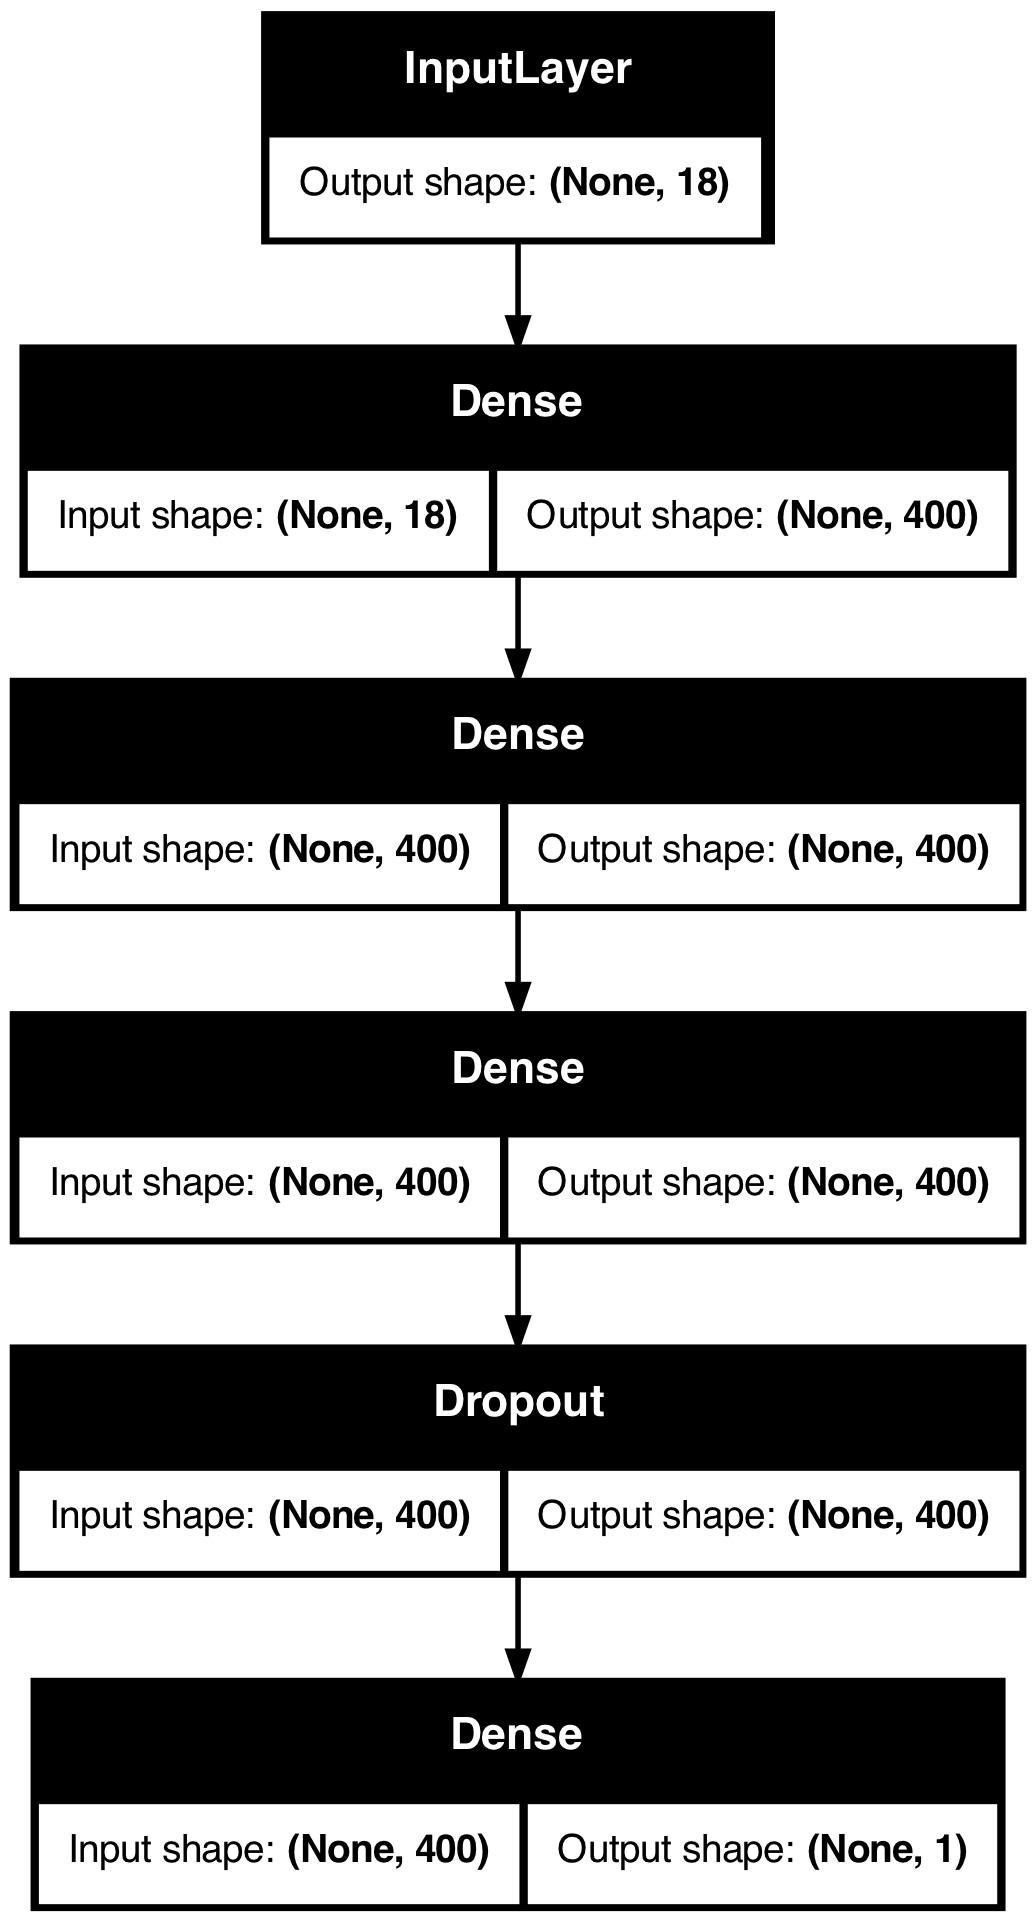 InputLayer
Output shape: (None, 18)
Dense
Input shape: (None, 18) Output shape: (None, 400)
Dense
Input shape: (None, 400) Output shape: (None, 400)
Dense
Input shape: (None, 400) Output shape: (None, 400)
Dropout
Input shape: (None, 400) Output shape: (None, 400)
Dense
Input shape: (None, 400) Output shape: (None, 1)